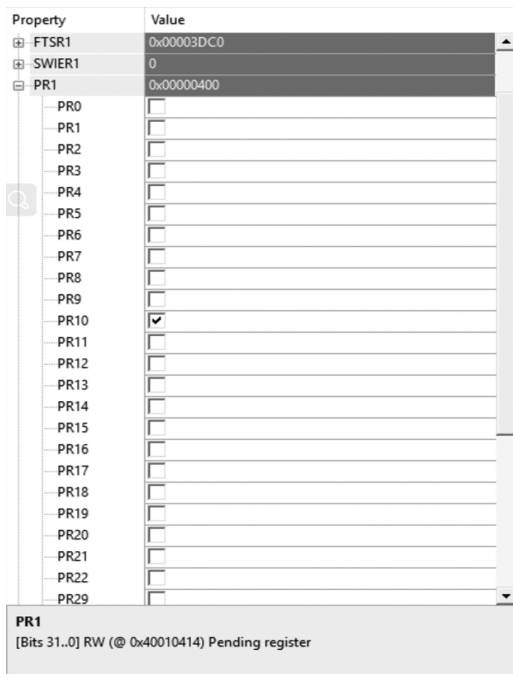 Property Value
FTSR1 0x00003DC0
SWIER1 0
PR1 0x00000400
PR0
PR1
PR2
PR3
PR4
PR5
PR6
PR7
PR8
PR9
PR10
PR11
PR12
PR13
PR14
PR15
PR16
PR17
PR18
PR19
PR20
PR21
PR22
PR29
PR1
[Bits 31..0] RW (@ 0x40010414) Pending register